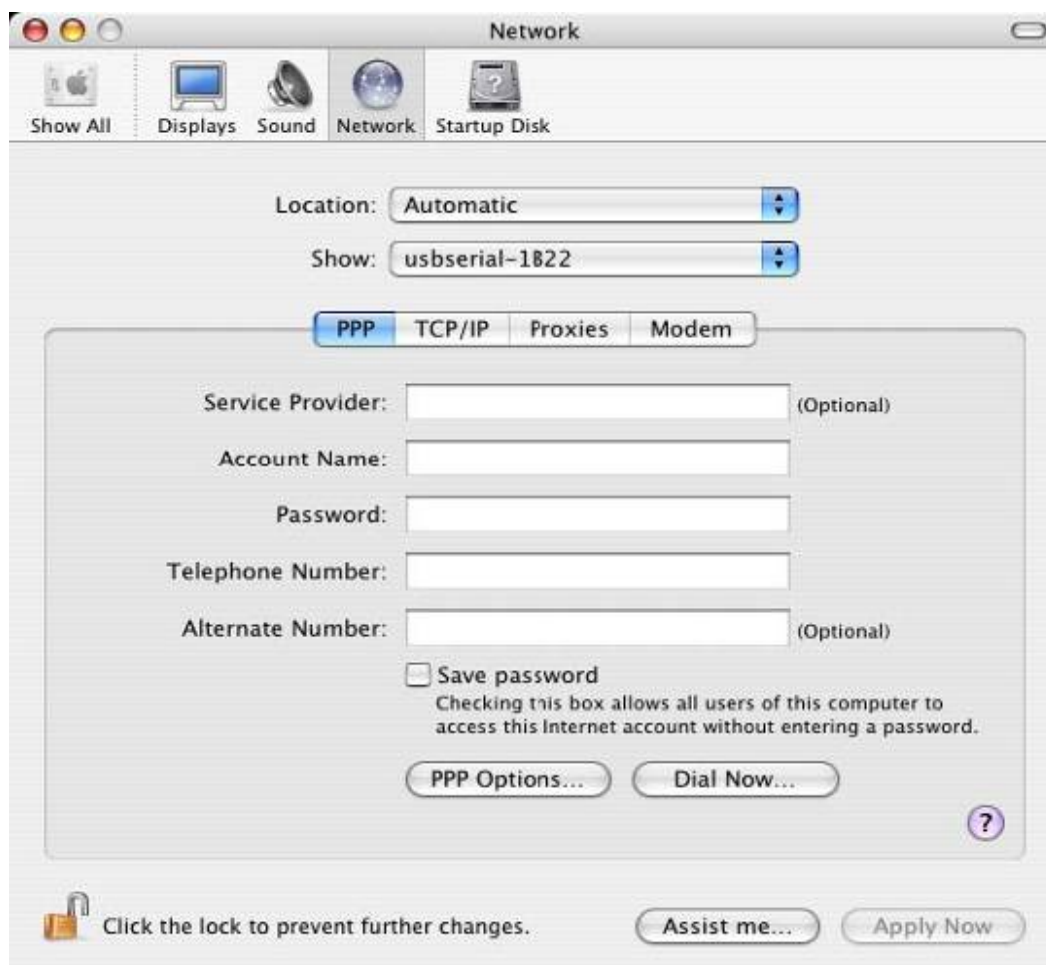 Network
Show All
Displays
Sound
Network
Startup Disk
Location: Automatic
Show: usbserial-1B22
PPP
TCP/IP
Proxies
Modem
Service Provider: (Optional)
Account Name:
Password:
Telephone Number:
Alternate Number: (Optional)
Save password
Checking this box allows all users of this computer to
access this Internet account without entering a password.
PPP Options...
Dial Now...
?
Click the lock to prevent further changes.
Assist me...
Apply Now